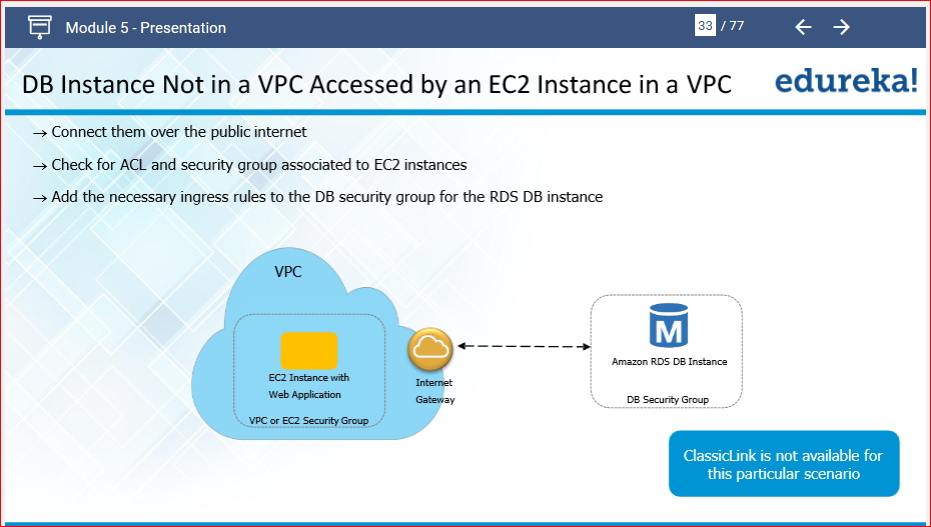 Module 5 - Presentation
33 / 77
DB Instance Not in a VPC Accessed by an EC2 Instance in a VPC
edureka!
→ Connect them over the public internet
→ Check for ACL and security group associated to EC2 instances
→ Add the necessary ingress rules to the DB security group for the RDS DB instance
VPC
EC2 Instance with
Web Application
VPC or EC2 Security Group
Internet
Gateway
M
Amazon RDS DB Instance
DB Security Group
ClassicLink is not available for
this particular scenario